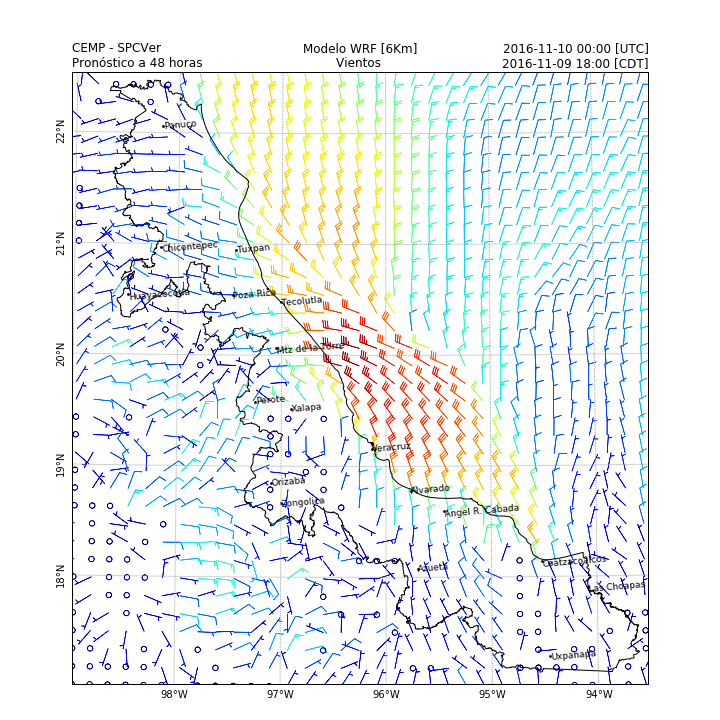 CEMP - SPCVer Modelo WRF [6Km] 2016-11-10 00:00 [UTC]
Pronóstico a 48 horas Vientos 2016-11-09 18:00 [CDT]
22°N
Panuco
21°N
Chicontepec Tuxpan
Huayacocotla Poza Rica Tecolutla
20°N
Mtz de la Torre
Perote Xalapa
19°N
Veracruz
Orizaba Alvarado
Zongolica Angel R. Cabada
18°N
Azueta Coatzacoalcos
Las Choapas
Uxpanapa
98°W 97°W 96°W 95°W 94°W